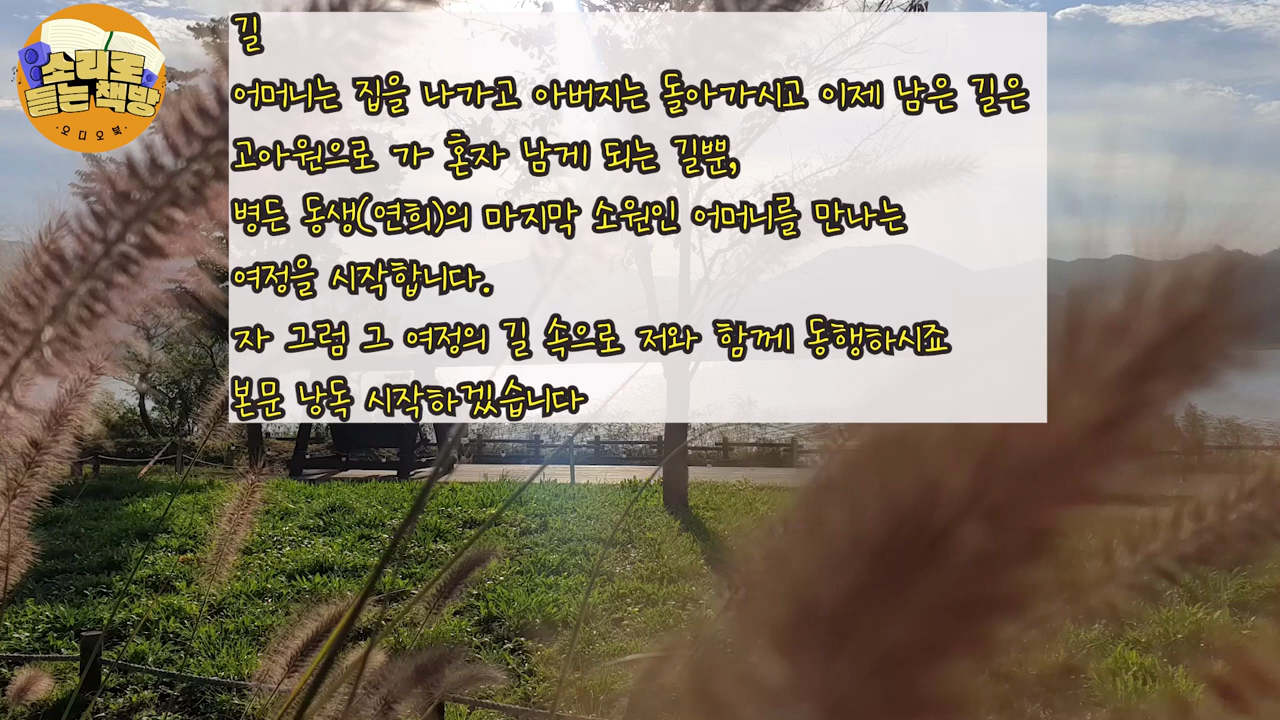 소리로
듣는 책방
·오디오북·
길
어머니는 집을 나가고 아버지는 돌아가시고 이제 남은 길은
고아원으로 가 혼자 남게 되는 길뿐,
병든 동생(연희)의 마지막 소원인 어머니를 만나는
여정을 시작합니다.
자 그럼 그 여정의 길 속으로 저와 함께 동행하시죠
본문 낭독 시작하겠습니다